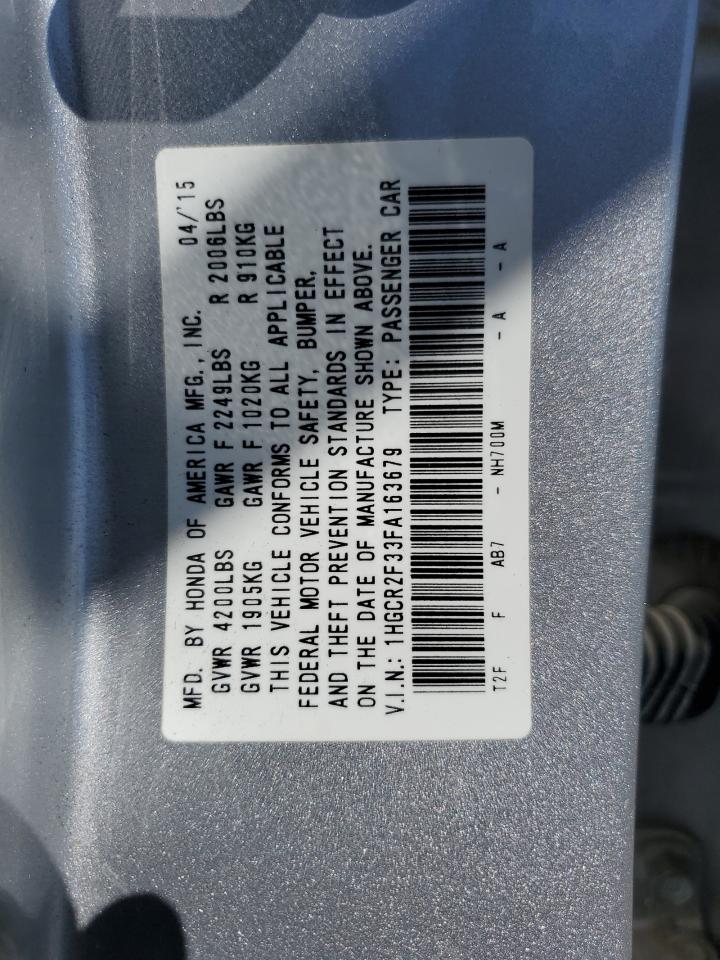 MFD. BY HONDA OF AMERICA MFG., INC. 04/'15
GVWR 4200LBS GAWR F 2249LBS R 2006LBS
GVWR 1905KG GAWR F 1020KG R 910KG
THIS VEHICLE CONFORMS TO ALL APPLICABLE
FEDERAL MOTOR VEHICLE SAFETY, BUMPER,
AND THEFT PREVENTION STANDARDS IN EFFECT
ON THE DATE OF MANUFACTURE SHOWN ABOVE.
V.I.N.: 1HGCR2F33FA163679 TYPE: PASSENGER CAR
T2F F AB7 - NH700M - A - A